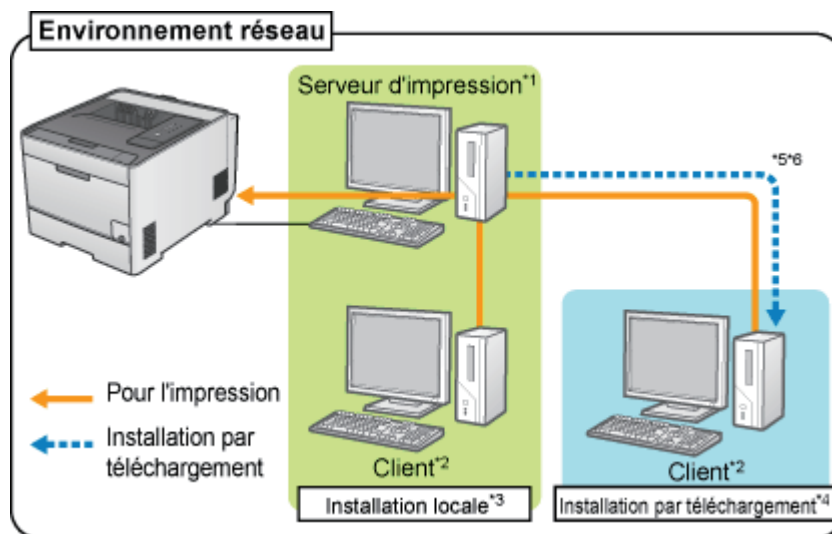 Environnement réseau
Serveur d'impression*1
*5*6
Pour l'impression
Installation par
téléchargement
Client*2
Client*2
Installation locale*3
Installation par téléchargement*4